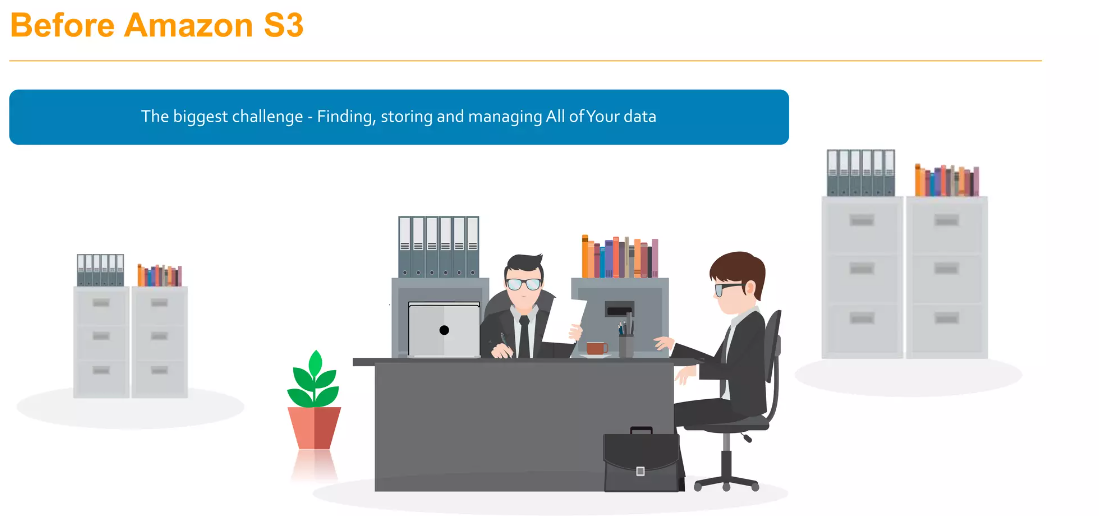 Before Amazon S3
The biggest challenge - Finding, storing and managing All of Your data